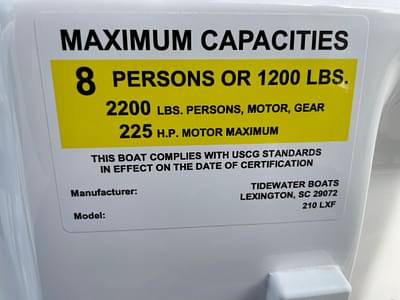 MAXIMUM CAPACITIES
8 PERSONS OR 1200 LBS.
2200 LBS. PERSONS, MOTOR, GEAR
225 H.P. MOTOR MAXIMUM
THIS BOAT COMPLIES WITH USCG STANDARDS
IN EFFECT ON THE DATE OF CERTIFICATION
Manufacturer: TIDEWATER BOATS
LEXINGTON, SC 29072
Model: 210 LXF